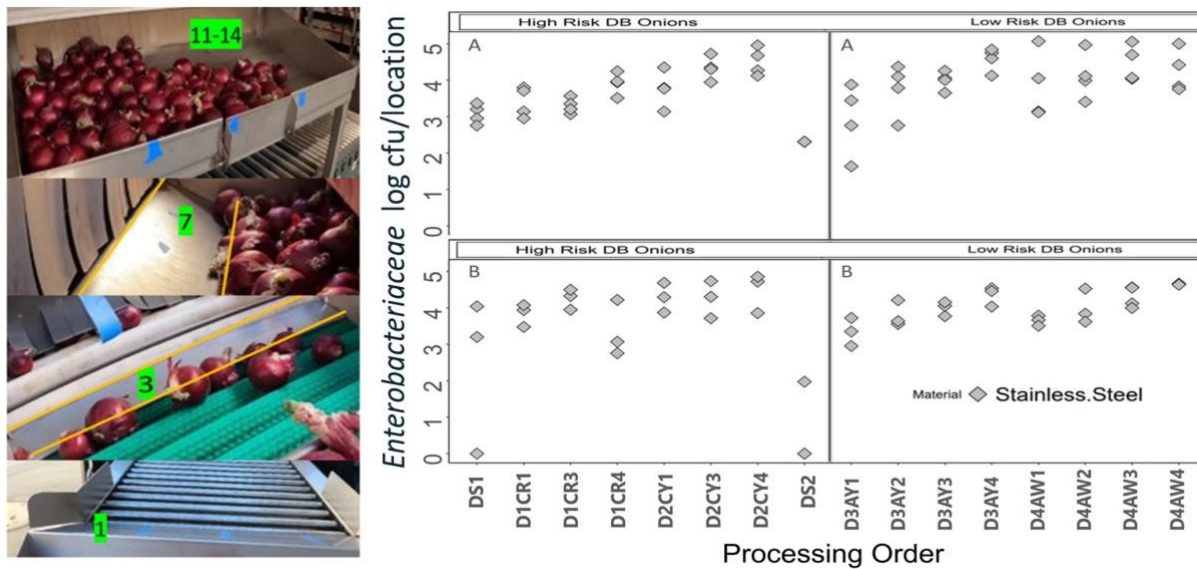 11-14
7
3
1
Enterobacteriaceae log cfu/location
High Risk DB Onions
Low Risk DB Onions
A
A
5
4
3
2
1
0
High Risk DB Onions
Low Risk DB Onions
B
B
5
4
3
2
1
0
Material Stainless.Steel
DS1 D1CR1 D1CR3 D1CR4 D2CY1 D2CY3 D2CY4 DS2 D3AY1 D3AY2 D3AY3 D3AY4 D4AW1 D4AW2 D4AW3 D4AW4
Processing Order